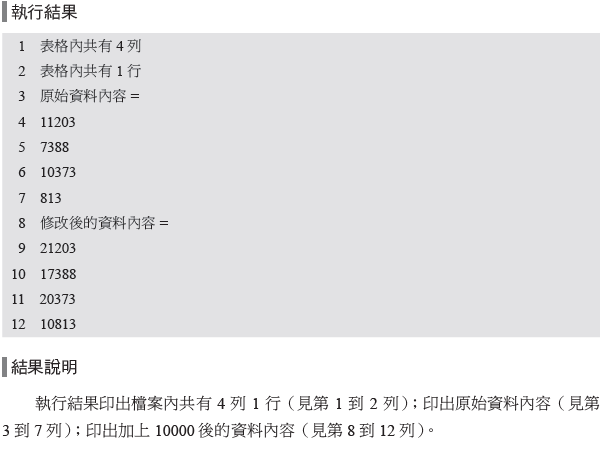 執行結果
1 表格內共有 4 列
2 表格內共有 1 行
3 原始資料內容 =
4 11203
5 7388
6 10373
7 813
8 修改後的資料內容 =
9 21203
10 17388
11 20373
12 10813
結果說明
執行結果印出檔案內共有 4 列 1 行（見第 1 到 2 列）；印出原始資料內容（見第
3 到 7 列）；印出加上 10000 後的資料內容（見第 8 到 12 列）。